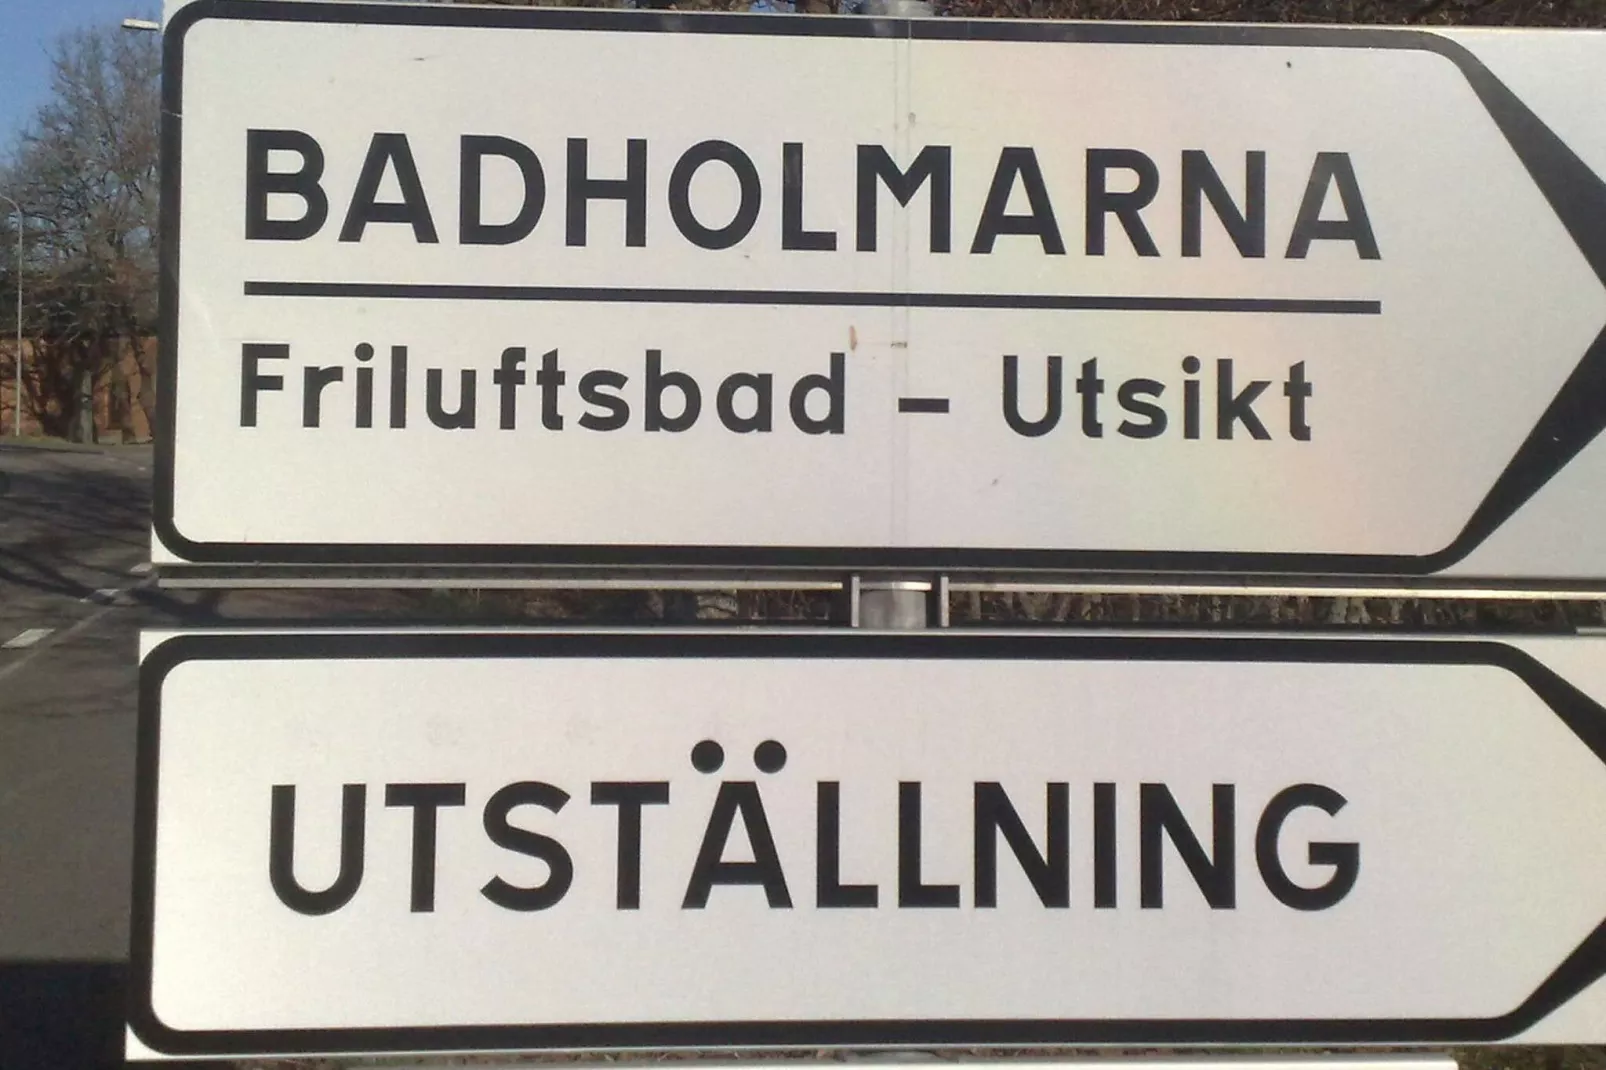 BADHOLMARNA
Friluftsbad - Utsikt
UTSTÄLLNING